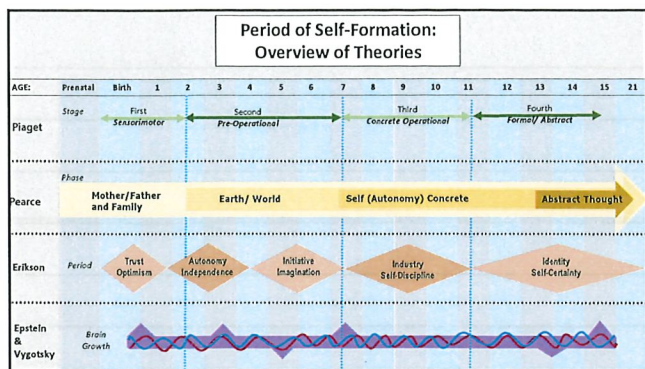 Period of Self-Formation:
Overview of Theories
AGE: Prenatal Birth 1 2 3 4 5 6 7 8 9 10 11 12 13 14 15 21
Piaget
Stage
First
Sensorimotor
Second
Pre-Operational
Third
Concrete Operational
Fourth
Formal/ Abstract
Pearce
Phase
Mother/Father
and Family
Earth/ World
Self (Autonomy) Concrete
Abstract Thought
Erikson
Period
Trust
Optimism
Autonomy
Independence
Initiative
Imagination
Industry
Self-Discipline
Identity
Self-Certainty
Epstein
&
Vygotsky
Brain
Growth